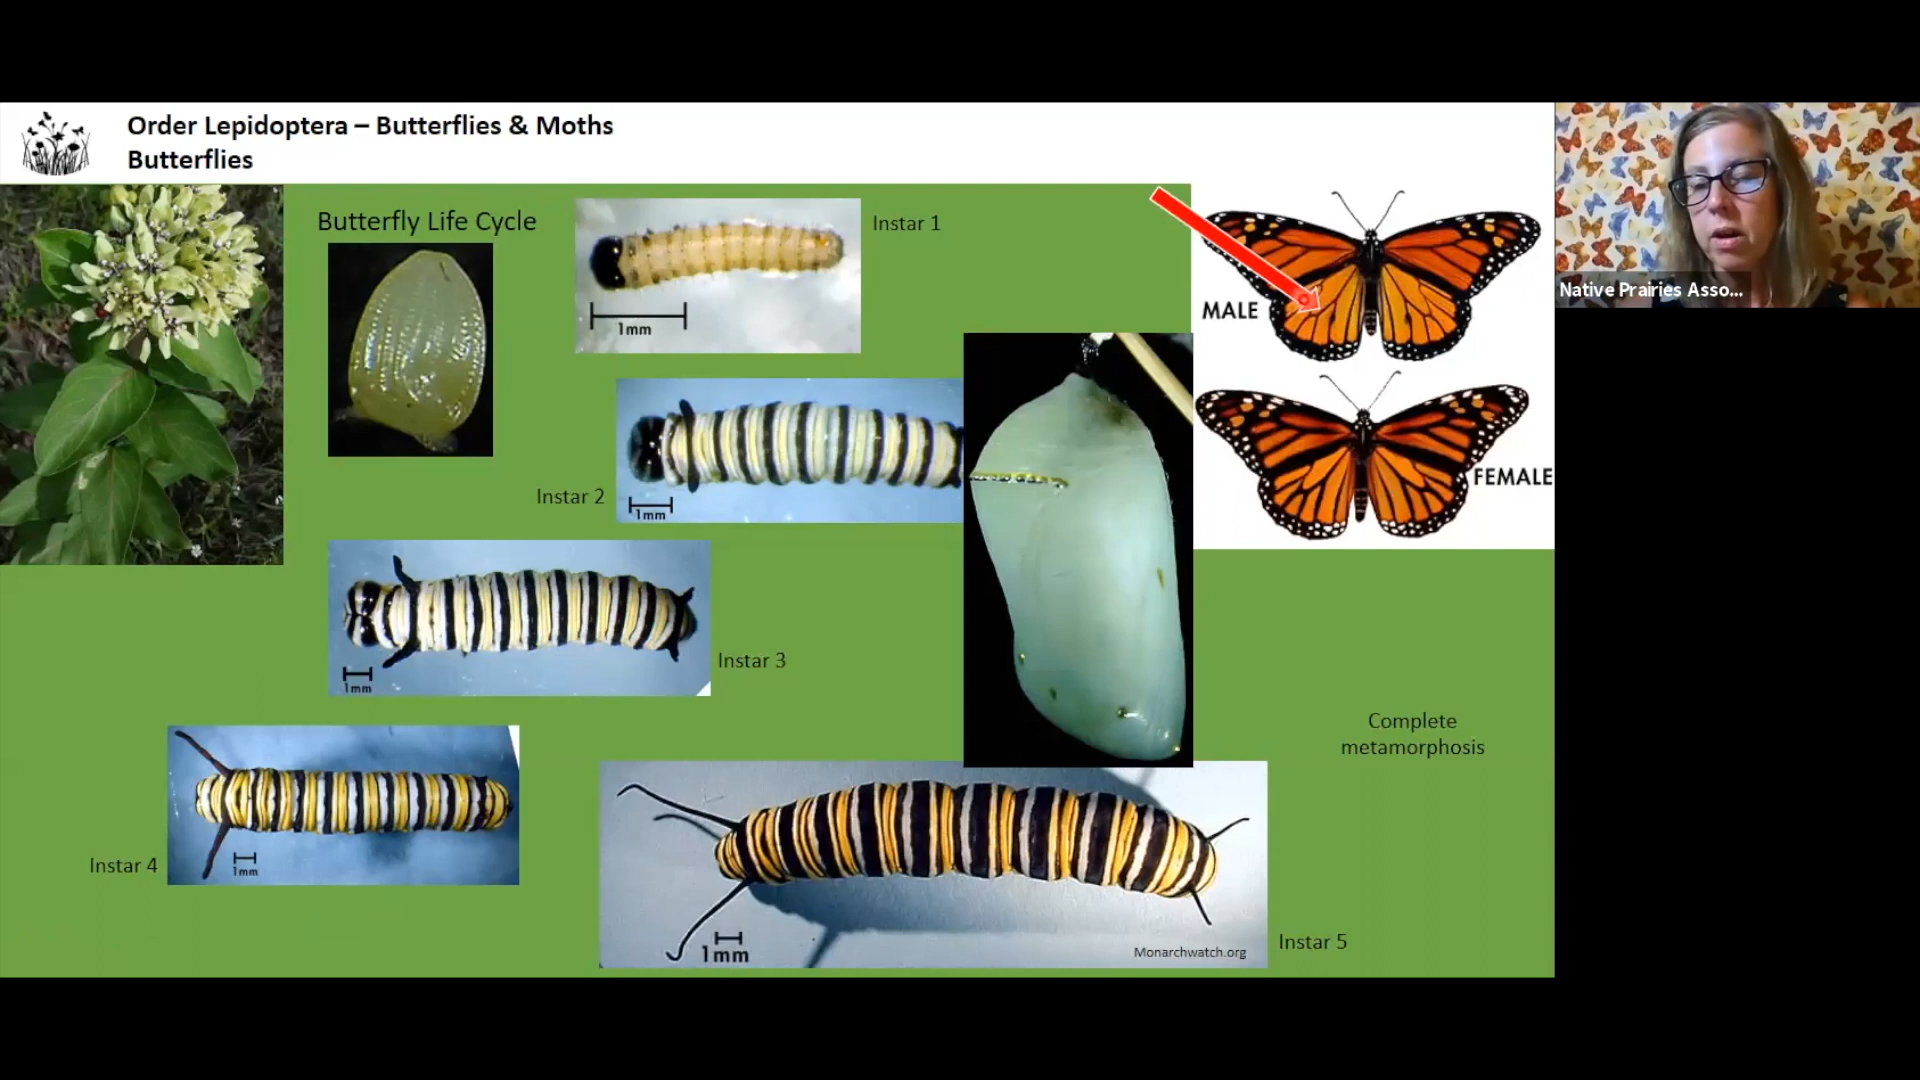 Order Lepidoptera – Butterflies & Moths
Butterflies
Butterfly Life Cycle
Instar 1
1mm
MALE
Native Prairies Asso...
Instar 2
1mm
FEMALE
Instar 3
1mm
Complete
metamorphosis
Instar 4
1mm
1mm
Monarchwatch.org
Instar 5